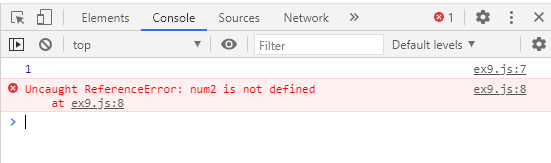 Elements Console Sources Network » 1
top Filter Default levels
1 ex9.js:7
Uncaught ReferenceError: num2 is not defined ex9.js:8
at ex9.js:8
>